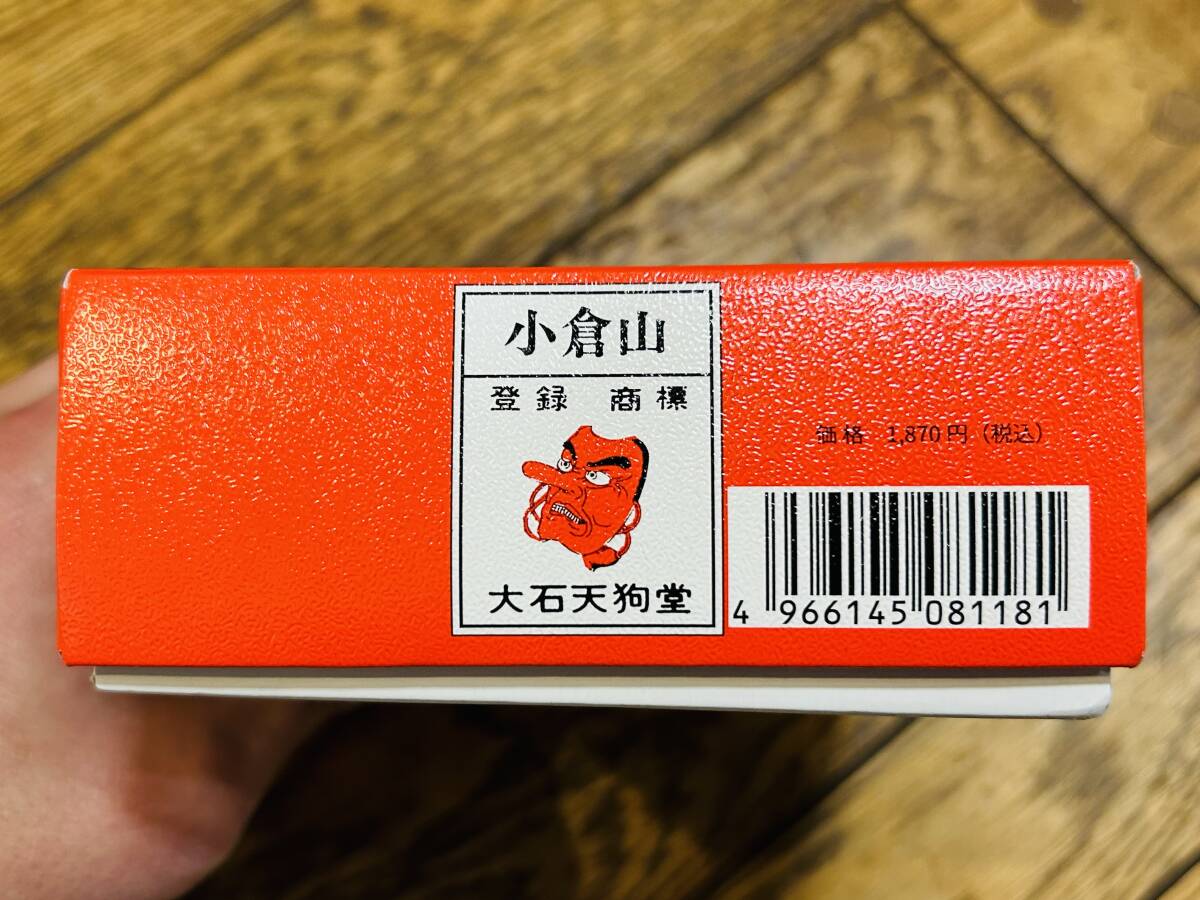 小倉山
登録 商標
大石天狗堂
価格 1,870円(税込)
4 966145 081181